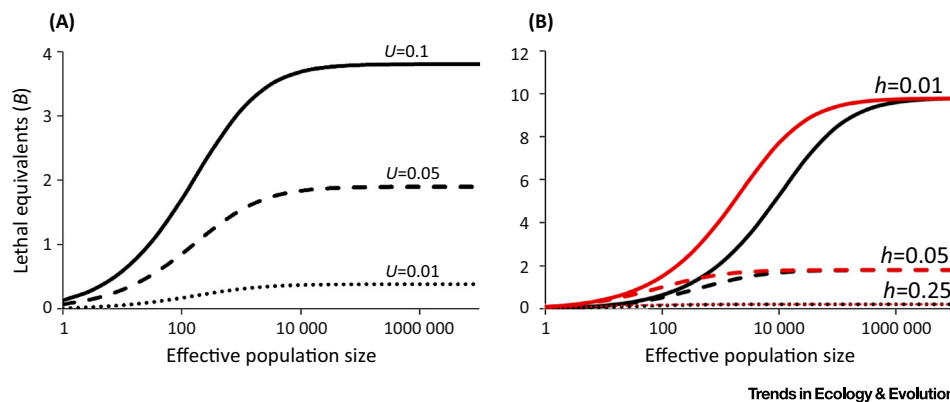 (A)
(B)
Lethal equivalents (B)
4
3
2
1
0
U=0.1
U=0.05
U=0.01
1
100
10 000
1000 000
Effective population size
12
10
8
6
4
2
0
h=0.01
h=0.05
h=0.25
1
100
10 000
1000 000
Effective population size
Trends in Ecology & Evolution